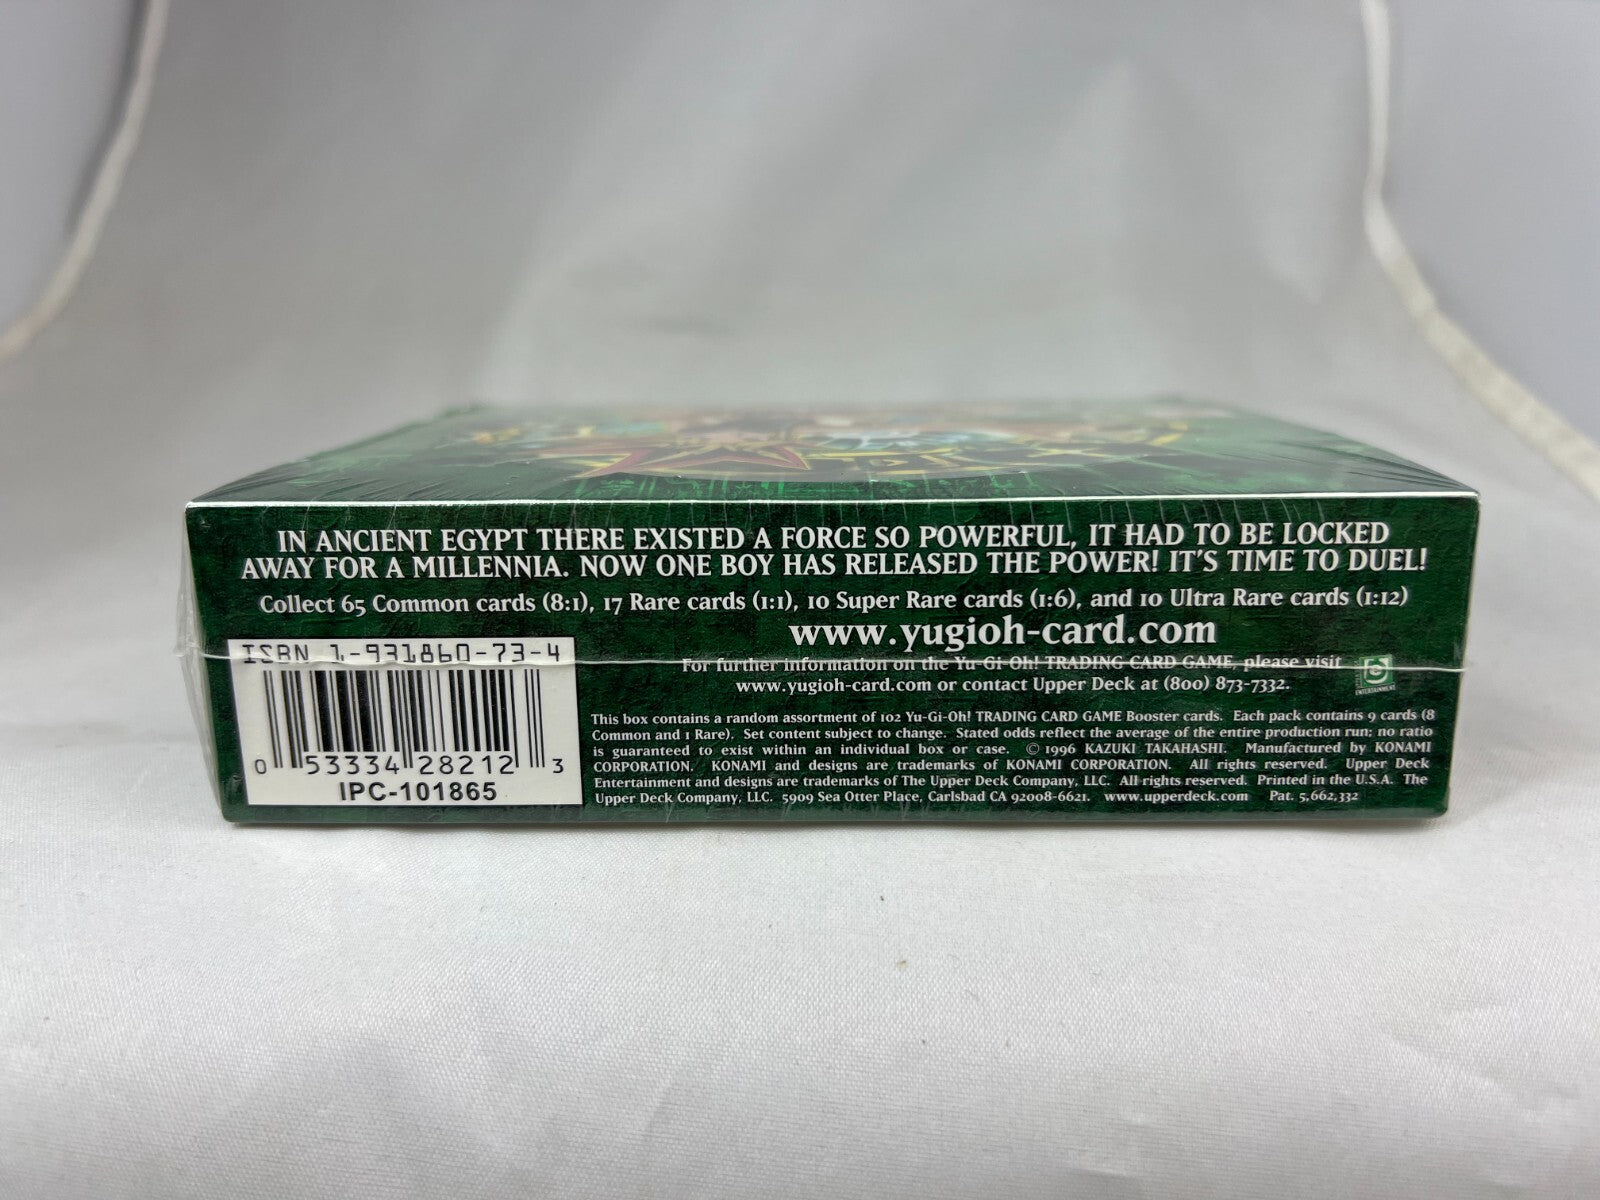 IN ANCIENT EGYPT THERE EXISTED A FORCE SO POWERFUL, IT HAD TO BE LOCKED
AWAY FOR A MILLENNIA. NOW ONE BOY HAS RELEASED THE POWER! IT'S TIME TO DUEL!
Collect 65 Common cards (8:1), 17 Rare cards (1:1), 10 Super Rare cards (1:6), and 10 Ultra Rare cards (1:12)
www.yugioh-card.com
For further information on the Yu-Gi-Oh! TRADING CARD GAME, please visit
www.yugioh-card.com or contact Upper Deck at (800) 873-7332.
ENTERTAINMENT
ISBN 1-931860-73-4
0 53334 28212 3
IPC-101865
This box contains a random assortment of 102 Yu-Gi-Oh! TRADING CARD GAME Booster cards. Each pack contains 9 cards (8
Common and 1 Rare). Set content subject to change. Stated odds reflect the average of the entire production run; no ratio
is guaranteed to exist within an individual box or case. © 1996 KAZUKI TAKAHASHI. Manufactured by KONAMI
CORPORATION. KONAMI and designs are trademarks of KONAMI CORPORATION. All rights reserved. Upper Deck
Entertainment and designs are trademarks of The Upper Deck Company, LLC. All rights reserved. Printed in the U.S.A. The
Upper Deck Company, LLC. 5909 Sea Otter Place, Carlsbad CA 92008-6621. www.upperdeck.com Pat. 5,662,332